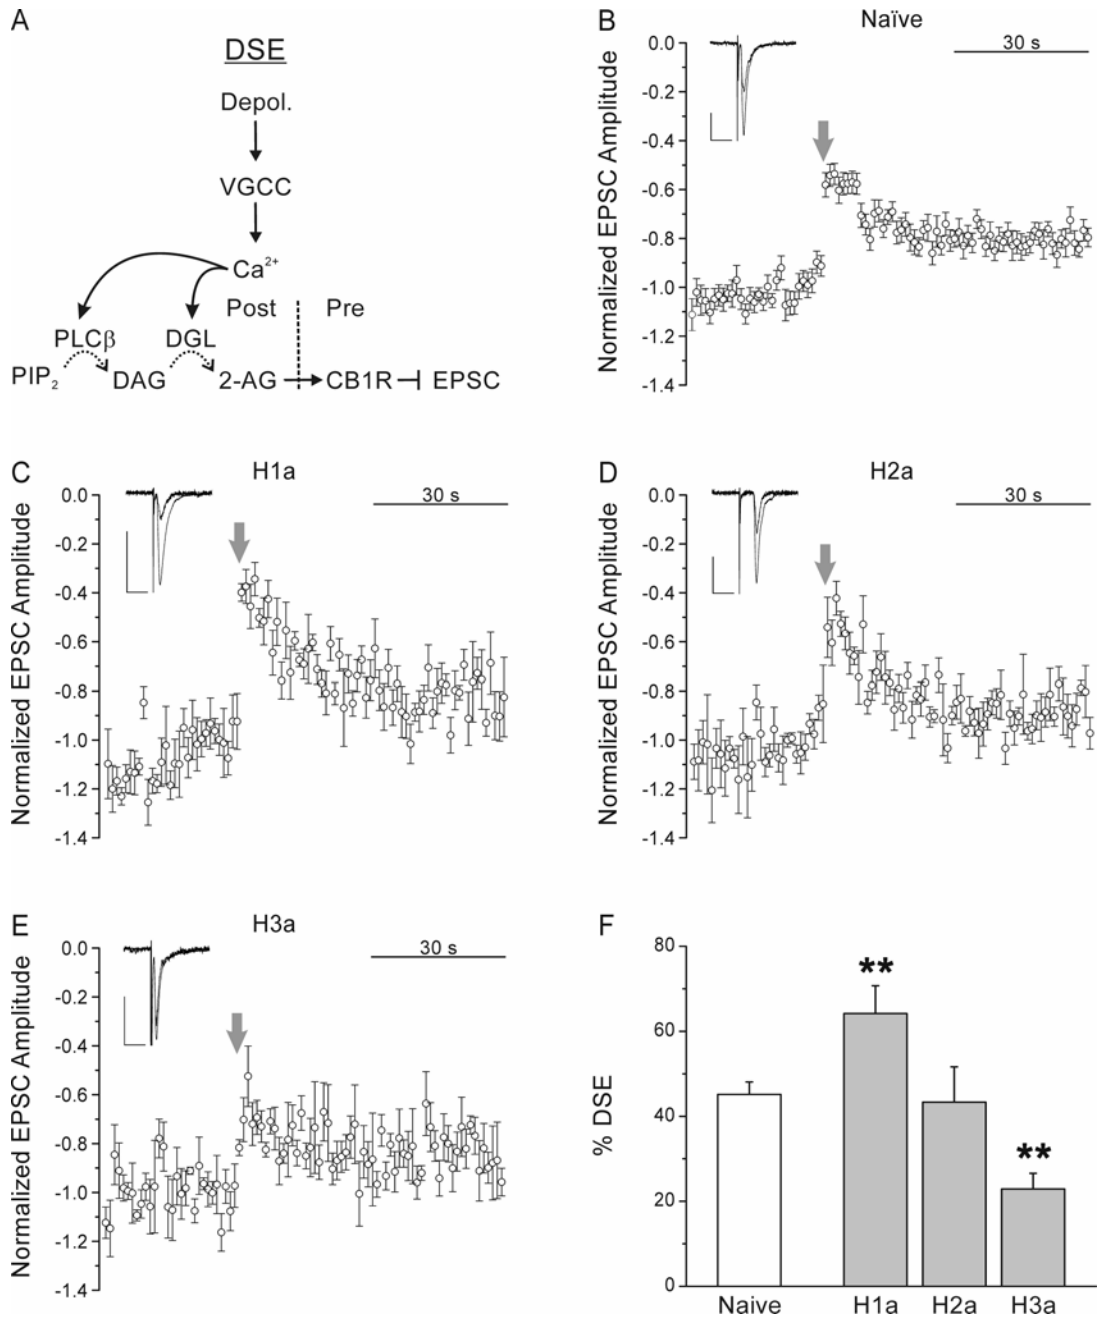 A
DSE
Depol.
VGCC
Ca2+
Post Pre
PLCβ DGL
PIP2 DAG 2-AG CB1R EPSC
B Naïve
30 s
Normalized EPSC Amplitude
0.0
-0.2
-0.4
-0.6
-0.8
-1.0
-1.2
-1.4
C H1a
30 s
Normalized EPSC Amplitude
0.0
-0.2
-0.4
-0.6
-0.8
-1.0
-1.2
-1.4
D H2a
30 s
Normalized EPSC Amplitude
0.0
-0.2
-0.4
-0.6
-0.8
-1.0
-1.2
-1.4
E H3a
30 s
Normalized EPSC Amplitude
0.0
-0.2
-0.4
-0.6
-0.8
-1.0
-1.2
-1.4
F
% DSE
80
60
40
20
0
** **
Naive H1a H2a H3a